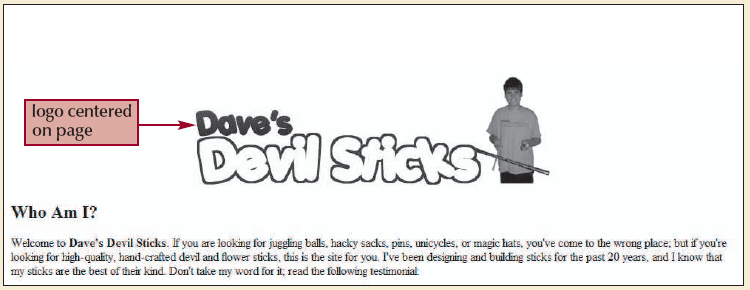 logo centered
on page
Dave's
Devil Sticks
Who Am I?
Welcome to Dave's Devil Sticks. If you are looking for juggling balls, hacky sacks, pins, unicycles, or magic hats, you've come to the wrong place; but if you're
looking for high-quality, hand-crafted devil and flower sticks, this is the site for you. I've been designing and building sticks for the past 20 years, and I know that
my sticks are the best of their kind. Don't take my word for it; read the following testimonial: